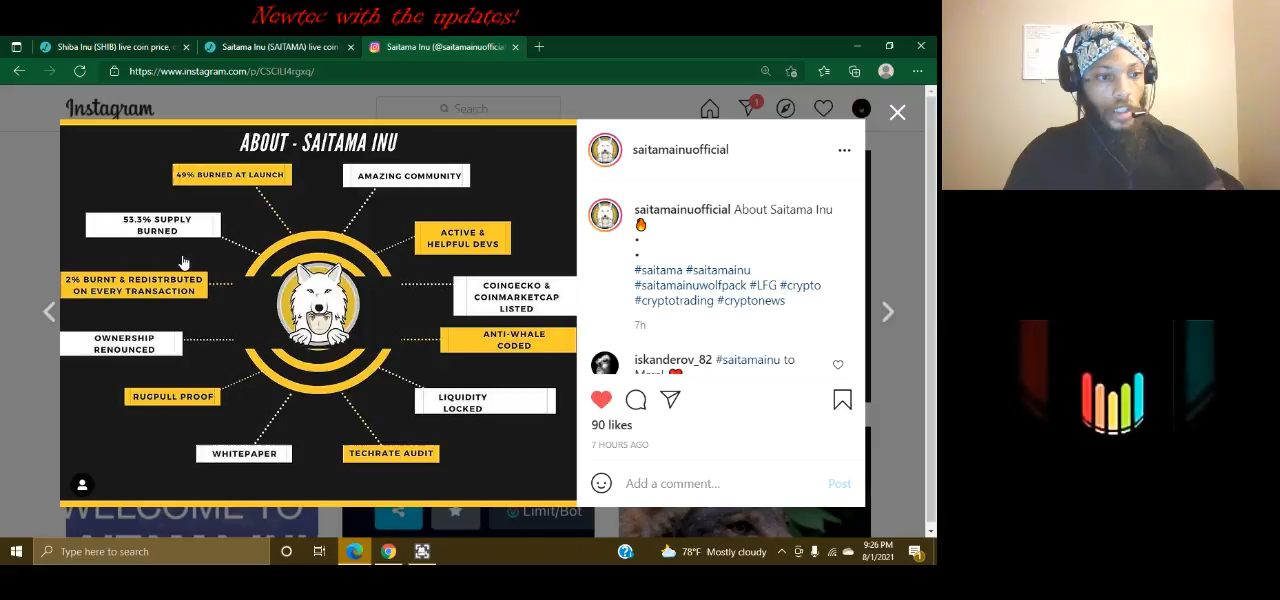 Newtec with the updates!
Shiba Inu (SHIB) live coin price, c
Saitama Inu (SAITAMA) live coin
Saitama Inu (@saitamainuofficial
https://www.instagram.com/p/CSCILl4rgxq/
Instagram
Search
1
ABOUT - SAITAMA INU
49% BURNED AT LAUNCH
AMAZING COMMUNITY
53.3% SUPPLY
BURNED
ACTIVE &
HELPFUL DEVS
2% BURNT & REDISTRBUTED
ON EVERY TRANSACTION
COINGECKO &
COINMARKETCAP
LISTED
OWNERSHIP
RENOUNCED
ANTI-WHALE
CODED
RUGPULL PROOF
LIQUIDITY
LOCKED
WHITEPAPER
TECHRATE AUDIT
saitamainuofficial
saitamainuofficial About Saitama Inu
#saitama #saitamainu
#saitamainuwolfpack #LFG #crypto
#cryptotrading #cryptonews
7h
iskanderov_82 #saitamainu to
90 likes
7 HOURS AGO
Add a comment...
Post
WELCOME TO
Limit/Bot
Type here to search
78°F Mostly cloudy
9:26 PM
8/1/2021
1